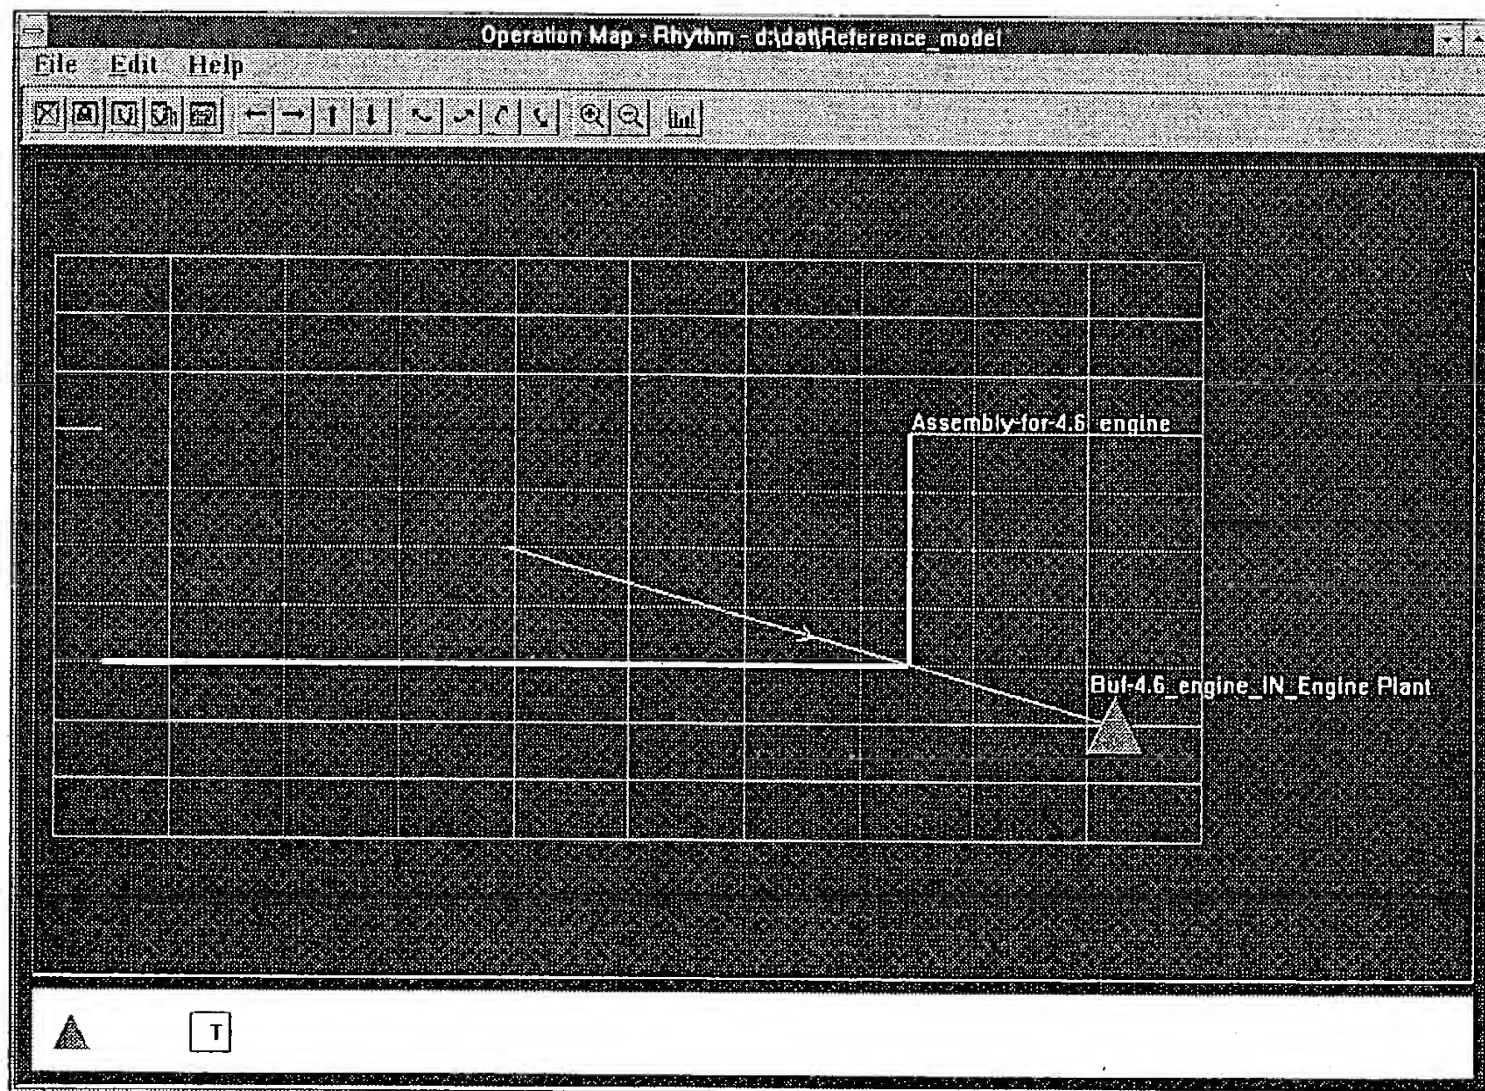 Operation Map - Rhythm - d:\dat\Reference_model
File Edit Help
Assembly-for-4.6_engine
Buf-4.6_engine_IN_Engine Plant
T